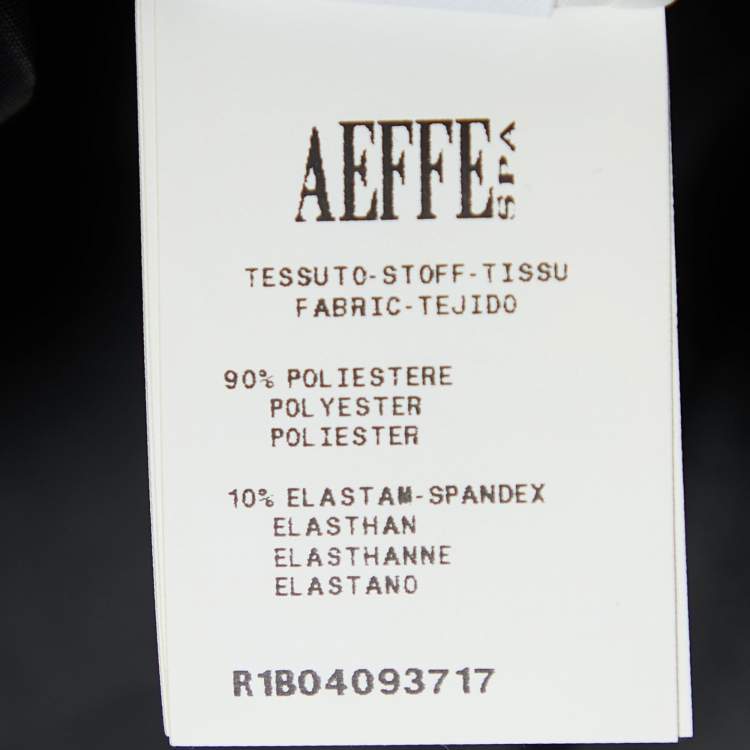 AEFFE SPA
TESSUTO-STOFF-TISSU
FABRIC-TEJIDO
90% POLIESTERE
POLYESTER
POLIESTER
10% ELASTAM-SPANDEX
ELASTHAN
ELASTHANNE
ELASTANO
R1B04093717